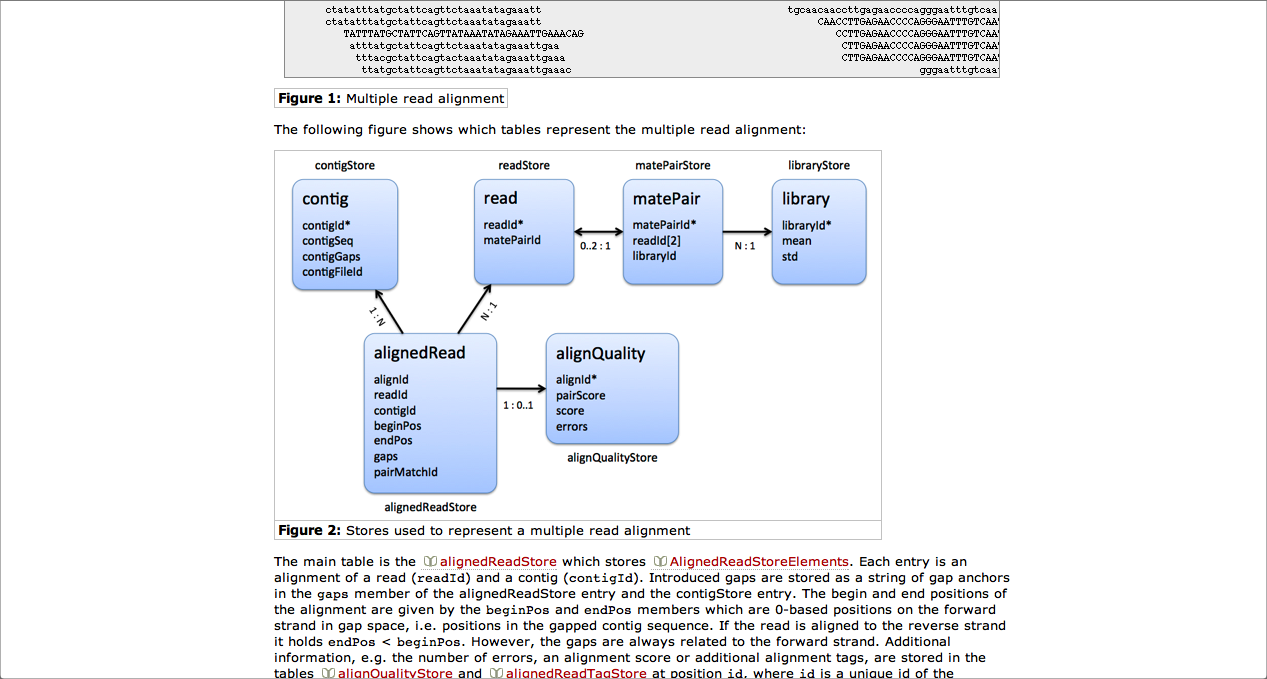 ctatatttatgctattcagttctaaatatagaaatt tgcaacaaccttgagaaccccagggaatttgtcaa
ctatatttatgctattcagttctaaatatagaaatt CAACCTTGAGAACCCCAGGGAATTTGTCAA
TATTTATGCTATTCAGTTATAAATATAGAAATTGAAACAG CCTTGAGAACCCCAGGGAATTTGTCAA
atttatgctattcagttctaaatatagaaattgaa CTTGAGAACCCCAGGGAATTTGTCAA
tttacgctattcagtactaaatatagaaattgaaa CTTGAGAACCCCAGGGAATTTGTCAA
ttatgctattcagttctaaatatagaaattgaaac gggaatttgtcaa
Figure 1: Multiple read alignment
The following figure shows which tables represent the multiple read alignment:
contigStore
contig
contigId*
contigSeq
contigGaps
contigFileId
readStore
read
readId*
matePairId
0..2 : 1
matePairStore
matePair
matePairId*
readId[2]
libraryId
N : 1
libraryStore
library
libraryId*
mean
std
1 : N
N : 1
alignedRead
alignId
readId
contigId
beginPos
endPos
gaps
pairMatchId
alignedReadStore
1 : 0..1
alignQuality
alignId*
pairScore
score
errors
alignQualityStore
Figure 2: Stores used to represent a multiple read alignment
The main table is the alignedReadStore which stores AlignedReadStoreElements. Each entry is an
alignment of a read (readId) and a contig (contigId). Introduced gaps are stored as a string of gap anchors
in the gaps member of the alignedReadStore entry and the contigStore entry. The begin and end positions of
the alignment are given by the beginPos and endPos members which are 0-based positions on the forward
strand in gap space, i.e. positions in the gapped contig sequence. If the read is aligned to the reverse strand
it holds endPos < beginPos. However, the gaps are always related to the forward strand. Additional
information, e.g. the number of errors, an alignment score or additional alignment tags, are stored in the
tables alignQualityStore and alignedReadTagStore at position id, where id is a unique id of the